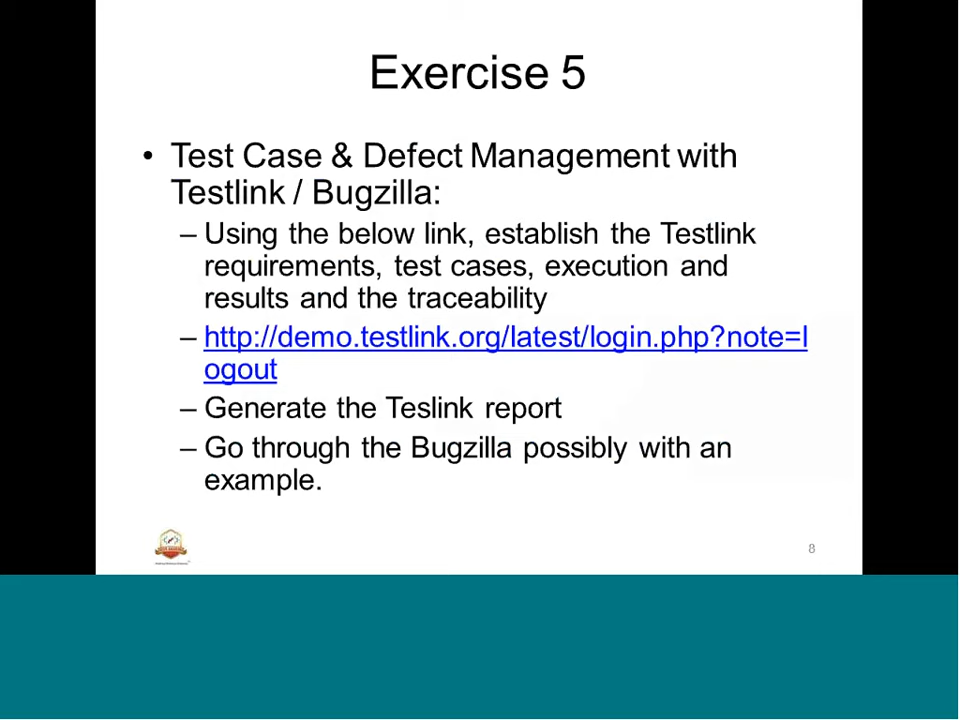 Exercise 5
• Test Case & Defect Management with
Testlink / Bugzilla:
– Using the below link, establish the Testlink
requirements, test cases, execution and
results and the traceability
– http://demo.testlink.org/latest/login.php?note=l
ogout
– Generate the Teslink report
– Go through the Bugzilla possibly with an
example.
8